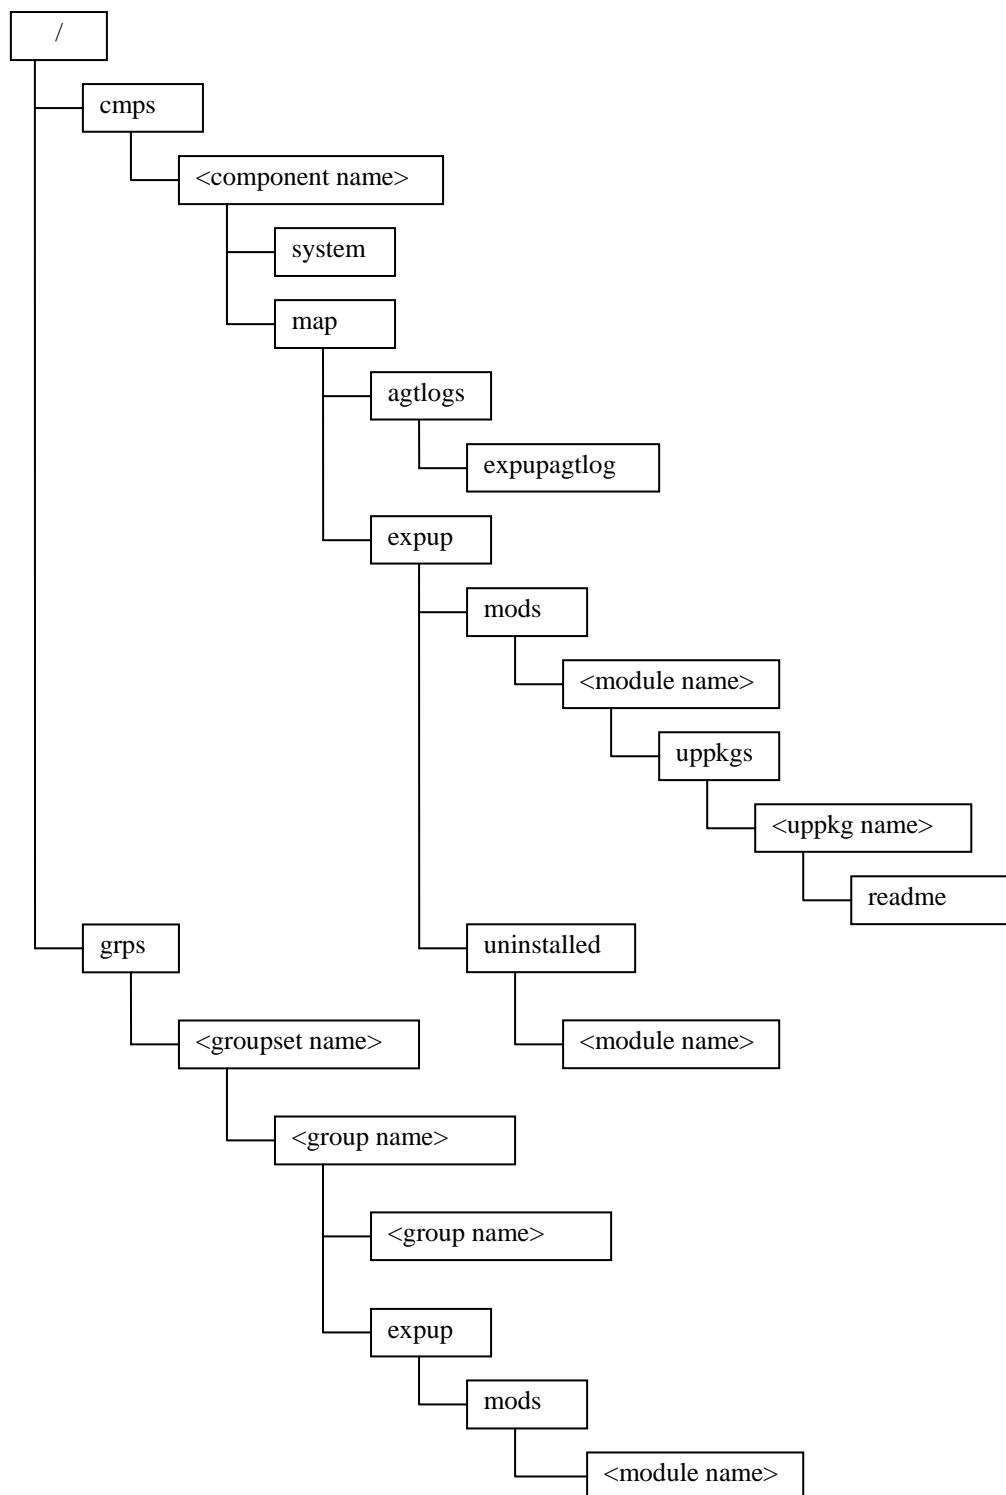 /
cmps
<component name>
system
map
agtlogs
expupagtlog
expup
mods
<module name>
uppkgs
<uppkg name>
readme
grps
uninstalled
<groupset name>
<module name>
<group name>
<group name>
expup
mods
<module name>